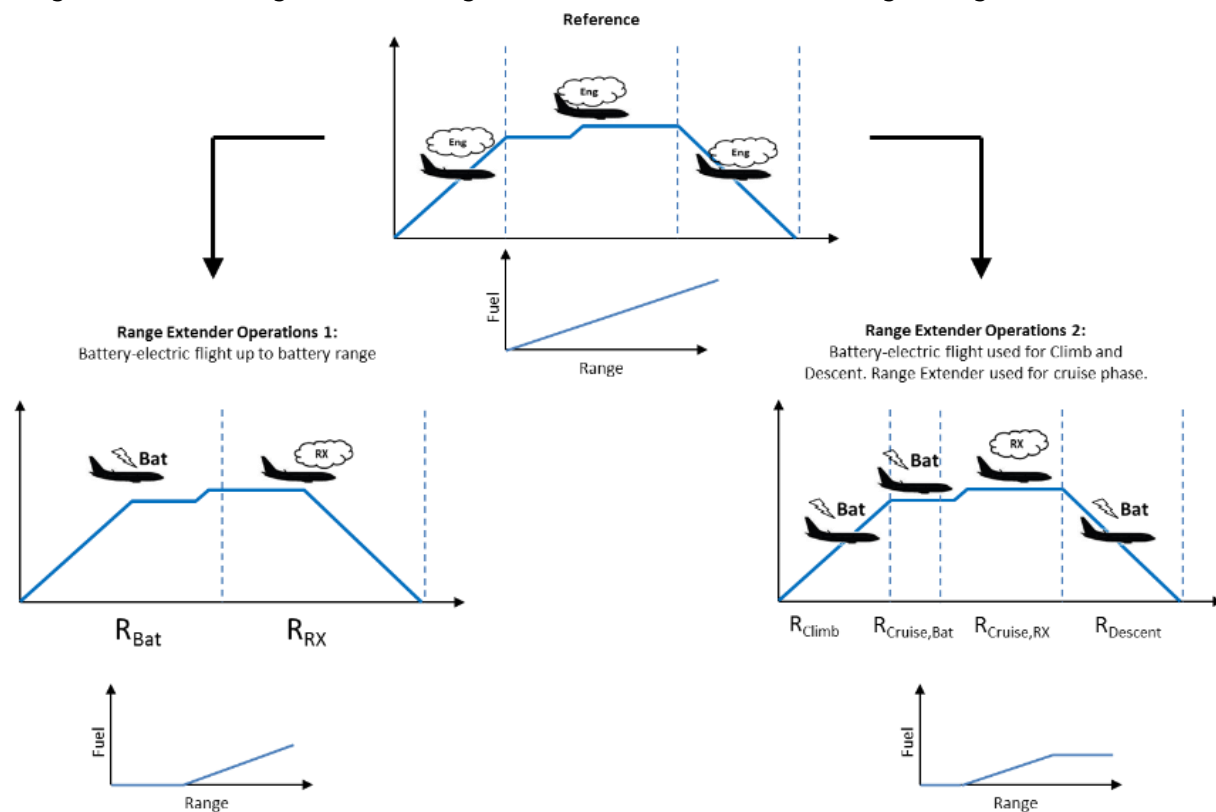 Reference
Eng
Eng
Eng
Fuel
Range
Range Extender Operations 1:
Battery-electric flight up to battery range
Bat
RX
R_Bat
R_RX
Fuel
Range
Range Extender Operations 2:
Battery-electric flight used for Climb and
Descent. Range Extender used for cruise phase.
Bat
Bat
RX
Bat
R_Climb
R_Cruise,Bat
R_Cruise,RX
R_Descent
Fuel
Range